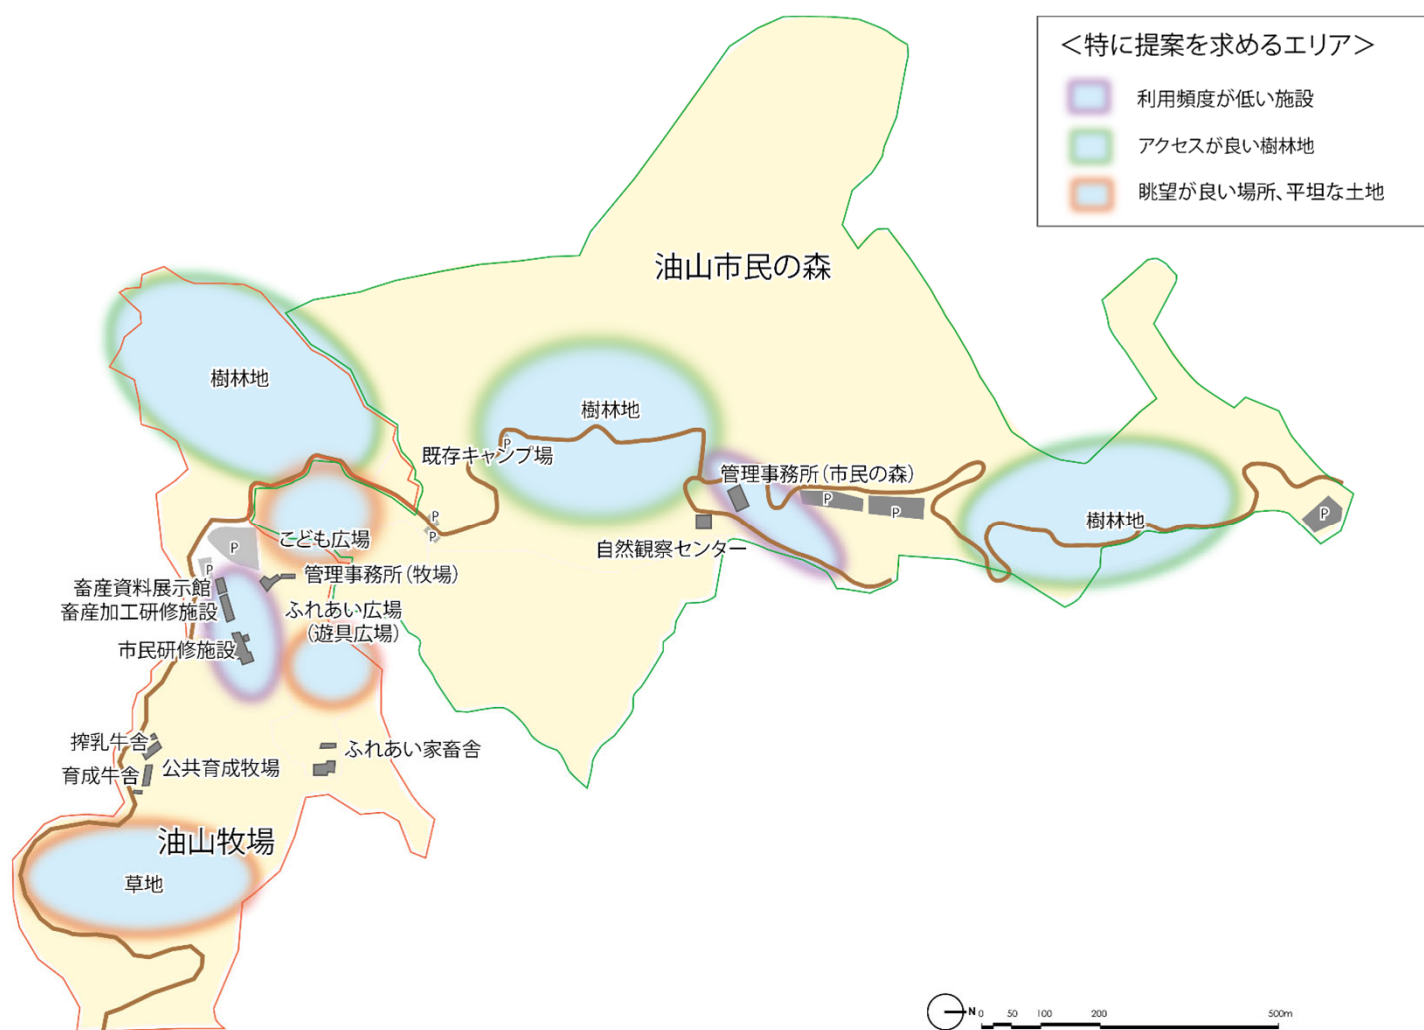 ＜特に提案を求めるエリア＞
利用頻度が低い施設
アクセスが良い樹林地
眺望が良い場所、平坦な土地
油山市民の森
樹林地
樹林地
P
既存キャンプ場
管理事務所（市民の森）
P
P
P
樹林地
P
P
自然観察センター
こども広場
P
P
管理事務所（牧場）
畜産資料展示館
畜産加工研修施設
ふれあい広場
（遊具広場）
市民研修施設
搾乳牛舎
ふれあい家畜舎
育成牛舎
公共育成牧場
油山牧場
草地
N
0 50 100 200 500m